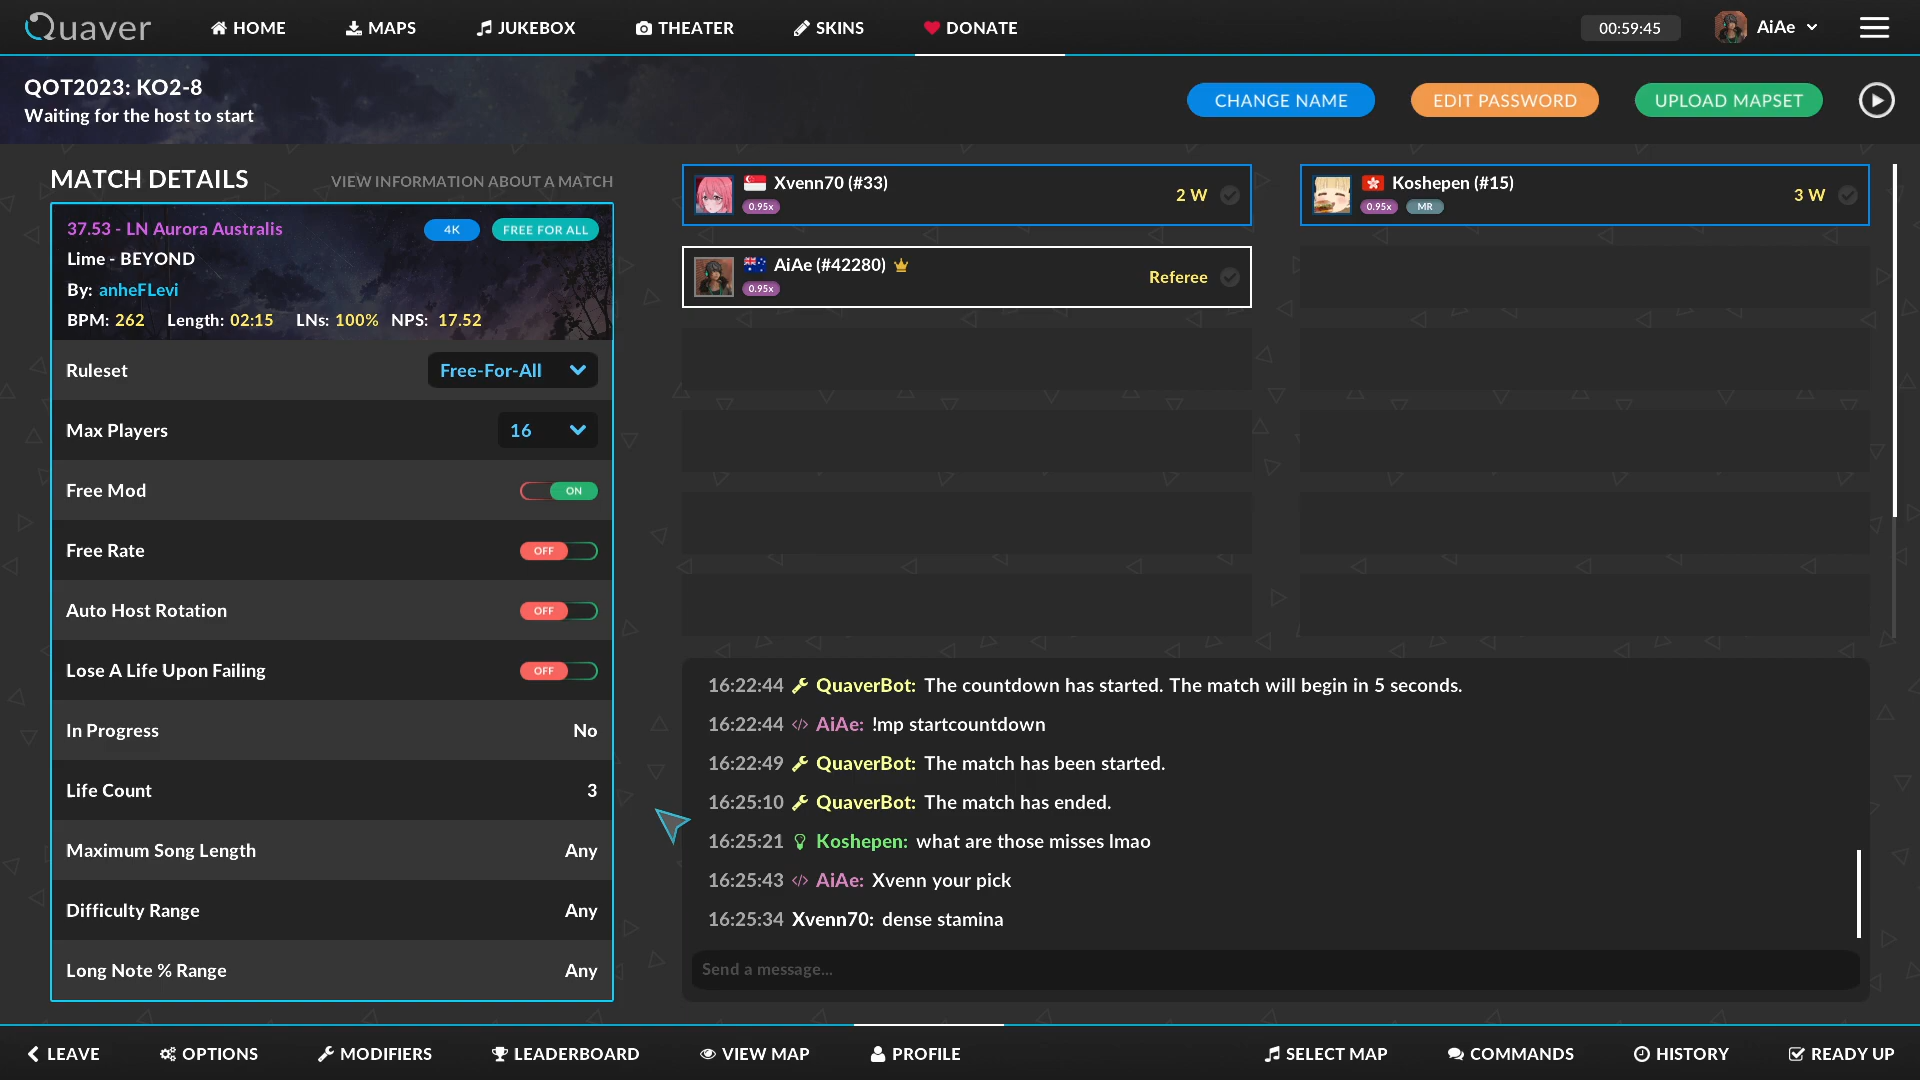 Quaver
HOME
MAPS
JUKEBOX
THEATER
SKINS
DONATE
00:59:45
AiAe
QOT2023: KO2-8
Waiting for the host to start
CHANGE NAME
EDIT PASSWORD
UPLOAD MAPSET
MATCH DETAILS
VIEW INFORMATION ABOUT A MATCH
37.53 - LN Aurora Australis
4K
FREE FOR ALL
Lime - BEYOND
By: anheFLevi
BPM: 262 Length: 02:15 LNs: 100% NPS: 17.52
Ruleset
Free-For-All
Max Players
16
Free Mod
ON
Free Rate
OFF
Auto Host Rotation
OFF
Lose A Life Upon Failing
OFF
In Progress
No
Life Count
3
Maximum Song Length
Any
Difficulty Range
Any
Long Note % Range
Any
Xvenn70 (#33)
0.95x
2 W
Koshepen (#15)
0.95x
MR
3 W
AiAe (#42280)
0.95x
Referee
16:22:44 QuaverBot: The countdown has started. The match will begin in 5 seconds.
16:22:44 AiAe: !mp startcountdown
16:22:49 QuaverBot: The match has been started.
16:25:10 QuaverBot: The match has ended.
16:25:21 Koshepen: what are those misses lmao
16:25:43 AiAe: Xvenn your pick
16:25:34 Xvenn70: dense stamina
Send a message...
LEAVE
OPTIONS
MODIFIERS
LEADERBOARD
VIEW MAP
PROFILE
SELECT MAP
COMMANDS
HISTORY
READY UP